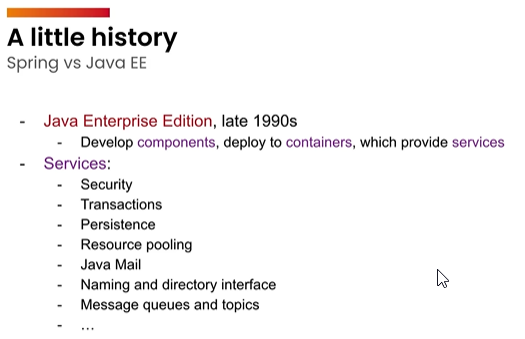 A little history
Spring vs Java EE
- Java Enterprise Edition, late 1990s
- Develop components, deploy to containers, which provide services
- Services:
- Security
- Transactions
- Persistence
- Resource pooling
- Java Mail
- Naming and directory interface
- Message queues and topics
- …